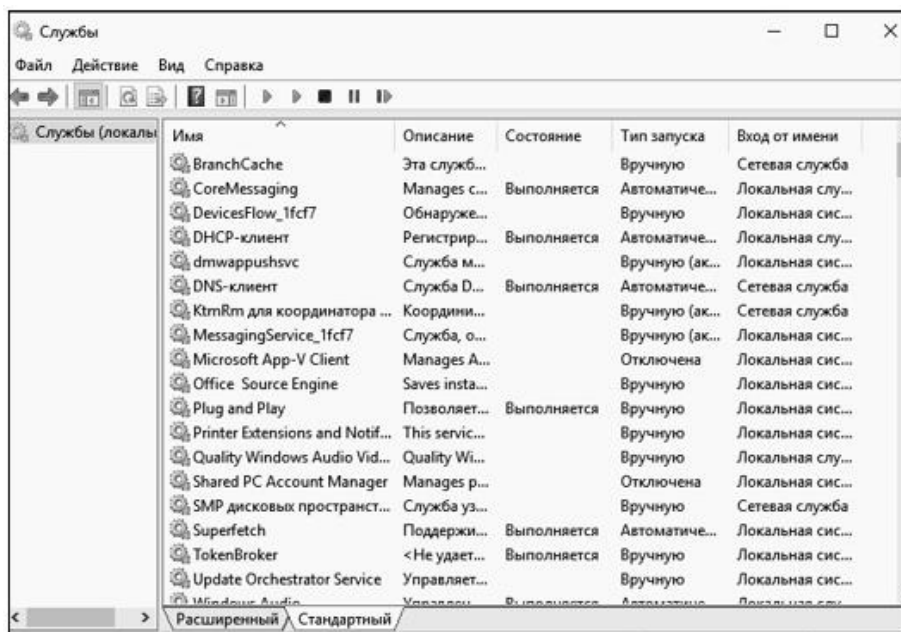 Службы
Файл Действие Вид Справка
Службы (локалы
Имя Описание Состояние Тип запуска Вход от имени
BranchCache Эта служб... Вручную Сетевая служба
CoreMessaging Manages c... Выполняется Автоматиче... Локальная слу...
DevicesFlow_1fcf7 Обнаруже... Вручную Локальная сис...
DHCP-клиент Регистрир... Выполняется Автоматиче... Локальная слу...
dmwappushsvc Служба м... Вручную (ак... Локальная сис...
DNS-клиент Служба D... Выполняется Автоматиче... Сетевая служба
KtmRm для координатора ... Координи... Вручную (ак... Сетевая служба
MessagingService_1fcf7 Служба, о... Вручную (ак... Локальная сис...
Microsoft App-V Client Manages A... Отключена Локальная сис...
Office Source Engine Saves insta... Вручную Локальная сис...
Plug and Play Позволяет... Выполняется Вручную Локальная сис...
Printer Extensions and Notif... This servic... Вручную Локальная сис...
Quality Windows Audio Vid... Quality Wi... Вручную Локальная слу...
Shared PC Account Manager Manages p... Отключена Локальная сис...
SMP дисковых пространст... Служба уз... Вручную Сетевая служба
Superfetch Поддержи... Выполняется Автоматиче... Локальная сис...
TokenBroker <Не удает... Выполняется Вручную Локальная сис...
Update Orchestrator Service Управляет... Вручную Локальная сис...
Windows Audio Управлен... Выполняется Автоматиче... Локальная слу...
Расширенный Стандартный